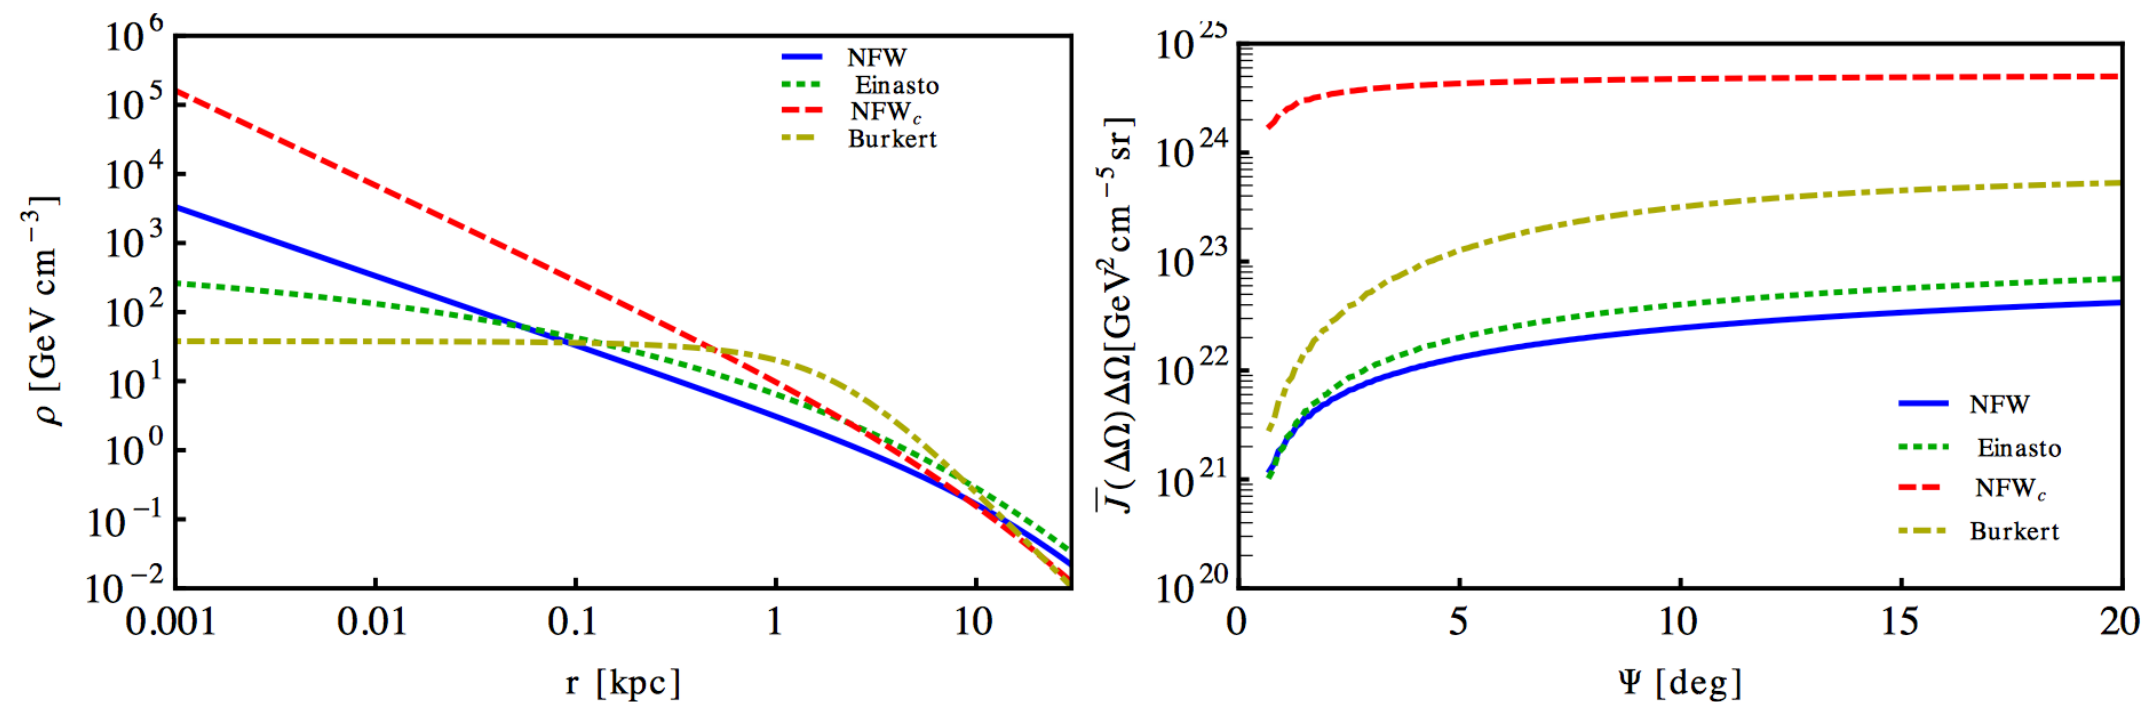 10^6
10^5
10^4
10^3
10^2
10^1
10^0
10^-1
10^-2
ρ [GeV cm^-3]
0.001 0.01 0.1 1 10
r [kpc]
NFW
Einasto
NFW_c
Burkert
10^25
10^24
10^23
10^22
10^21
10^20
J̅(ΔΩ)ΔΩ[GeV^2cm^-5sr]
0 5 10 15 20
Ψ [deg]
NFW
Einasto
NFW_c
Burkert